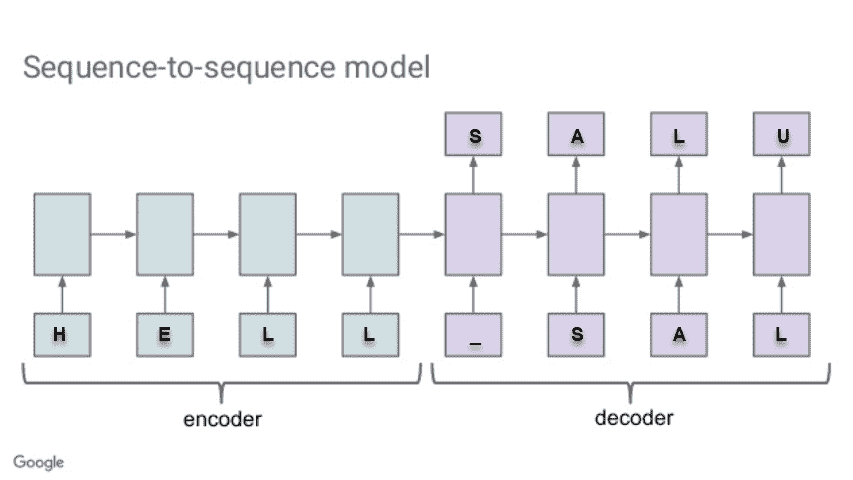 Sequence-to-sequence model
S A L U
H E L L _ S A L
encoder decoder
Google